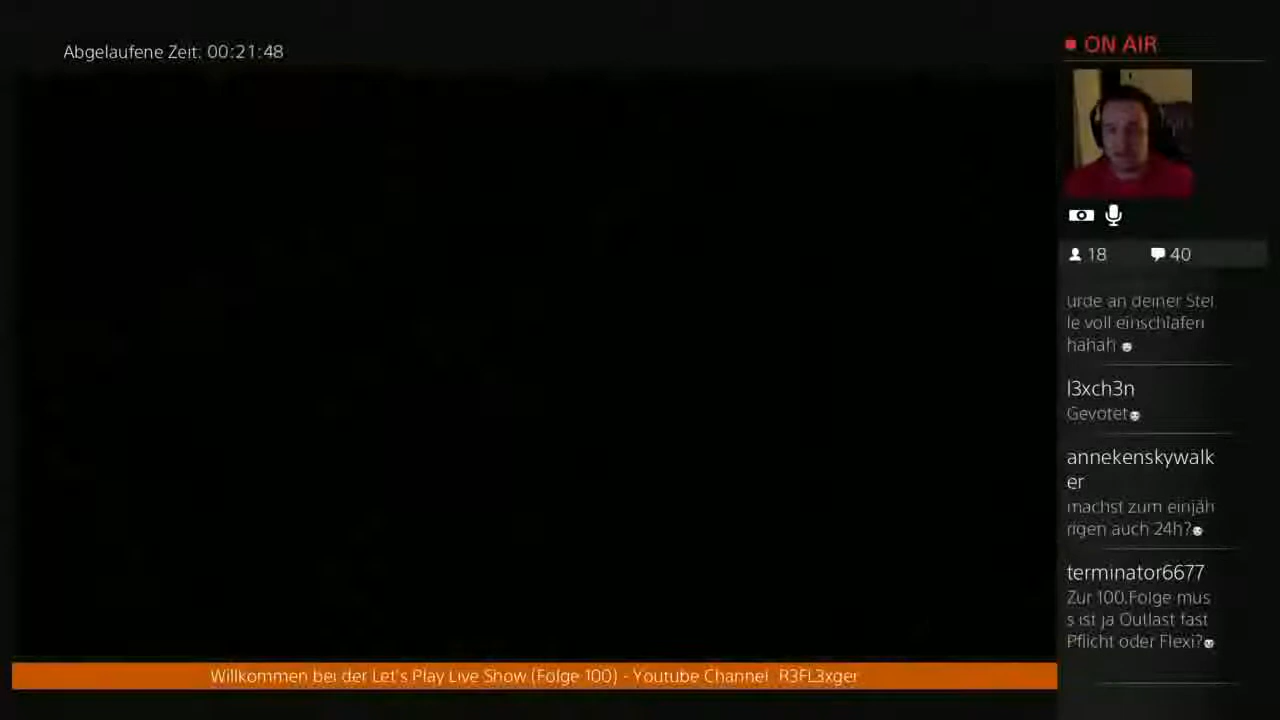 Abgelaufene Zeit: 00:21:48
ON AIR
18
40
urde an deiner Stel
le voll einschlafen
hahah
l3xch3n
Gevotet
annekenskywalk
er
machst zum einjäh
rigen auch 24h?
terminator6677
Zur 100.Folge mus
s ist ja Outlast fast
Pflicht oder Flexi?
Willkommen bei der Let's Play Live Show (Folge 100) - Youtube Channel: R3FL3xger